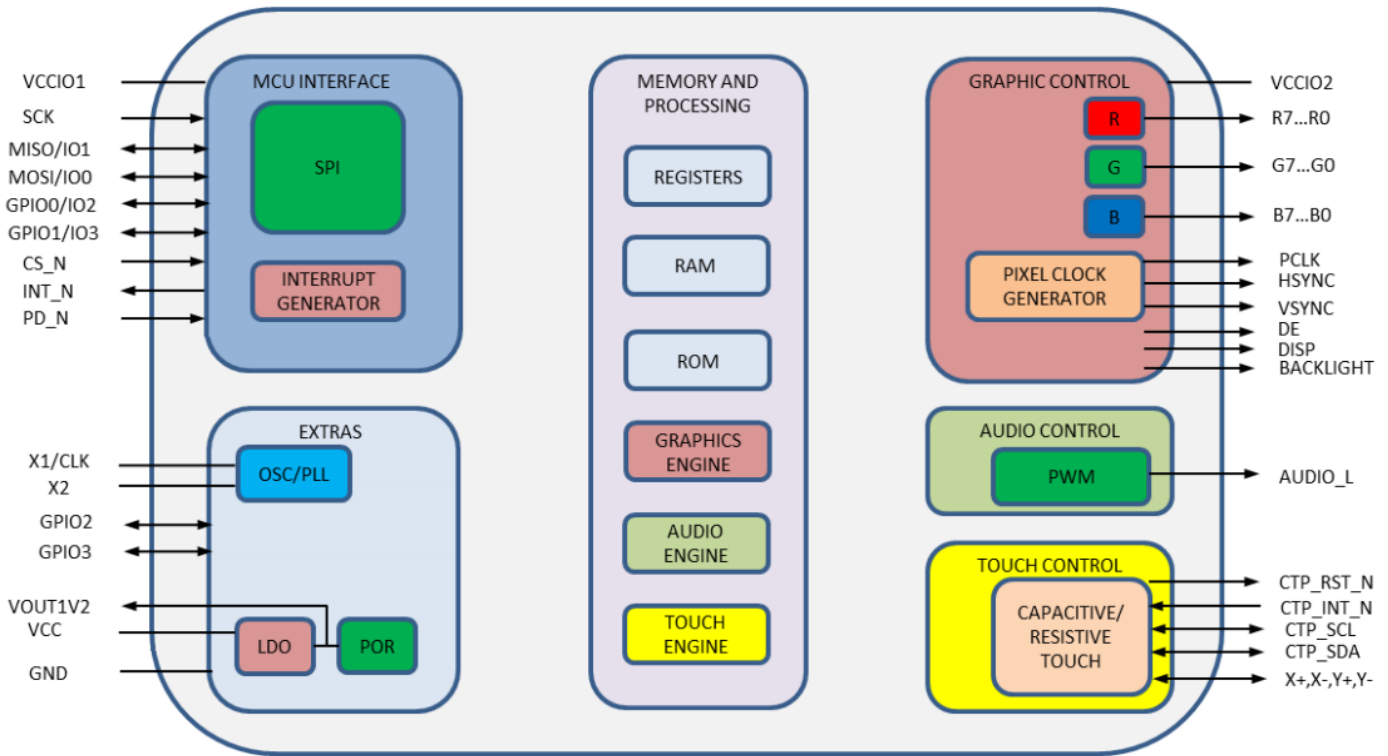 VCCIO1
SCK
MISO/IO1
MOSI/IO0
GPIO0/IO2
GPIO1/IO3
CS_N
INT_N
PD_N
MCU INTERFACE
SPI
INTERRUPT
GENERATOR
X1/CLK
X2
GPIO2
GPIO3
VOUT1V2
VCC
GND
EXTRAS
OSC/PLL
LDO
POR
MEMORY AND
PROCESSING
REGISTERS
RAM
ROM
GRAPHICS
ENGINE
AUDIO
ENGINE
TOUCH
ENGINE
GRAPHIC CONTROL
R
G
B
PIXEL CLOCK
GENERATOR
VCCIO2
R7...R0
G7...G0
B7...B0
PCLK
HSYNC
VSYNC
DE
DISP
BACKLIGHT
AUDIO CONTROL
PWM
AUDIO_L
TOUCH CONTROL
CAPACITIVE/
RESISTIVE
TOUCH
CTP_RST_N
CTP_INT_N
CTP_SCL
CTP_SDA
X+,X-,Y+,Y-